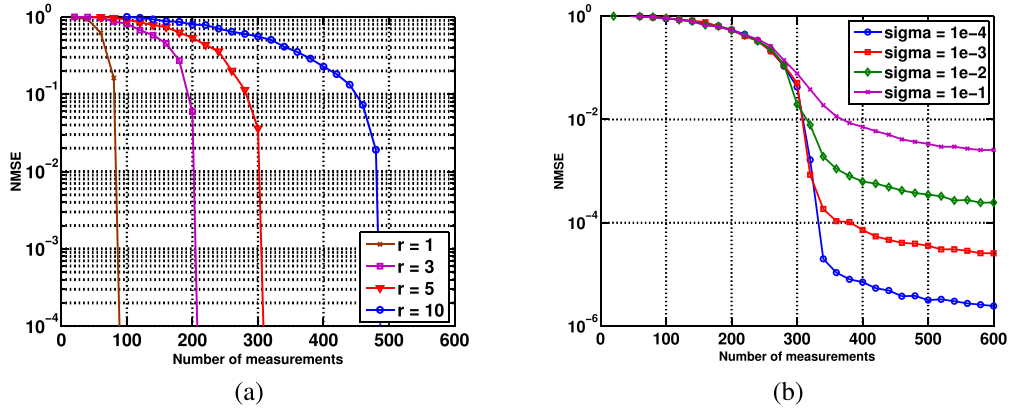 10^0
10^-1
10^-2
10^-3
10^-4
NMSE
0 100 200 300 400 500 600
Number of measurements
r = 1
r = 3
r = 5
r = 10
(a)
10^0
10^-2
10^-4
10^-6
NMSE
0 100 200 300 400 500 600
Number of measurements
sigma = 1e−4
sigma = 1e−3
sigma = 1e−2
sigma = 1e−1
(b)